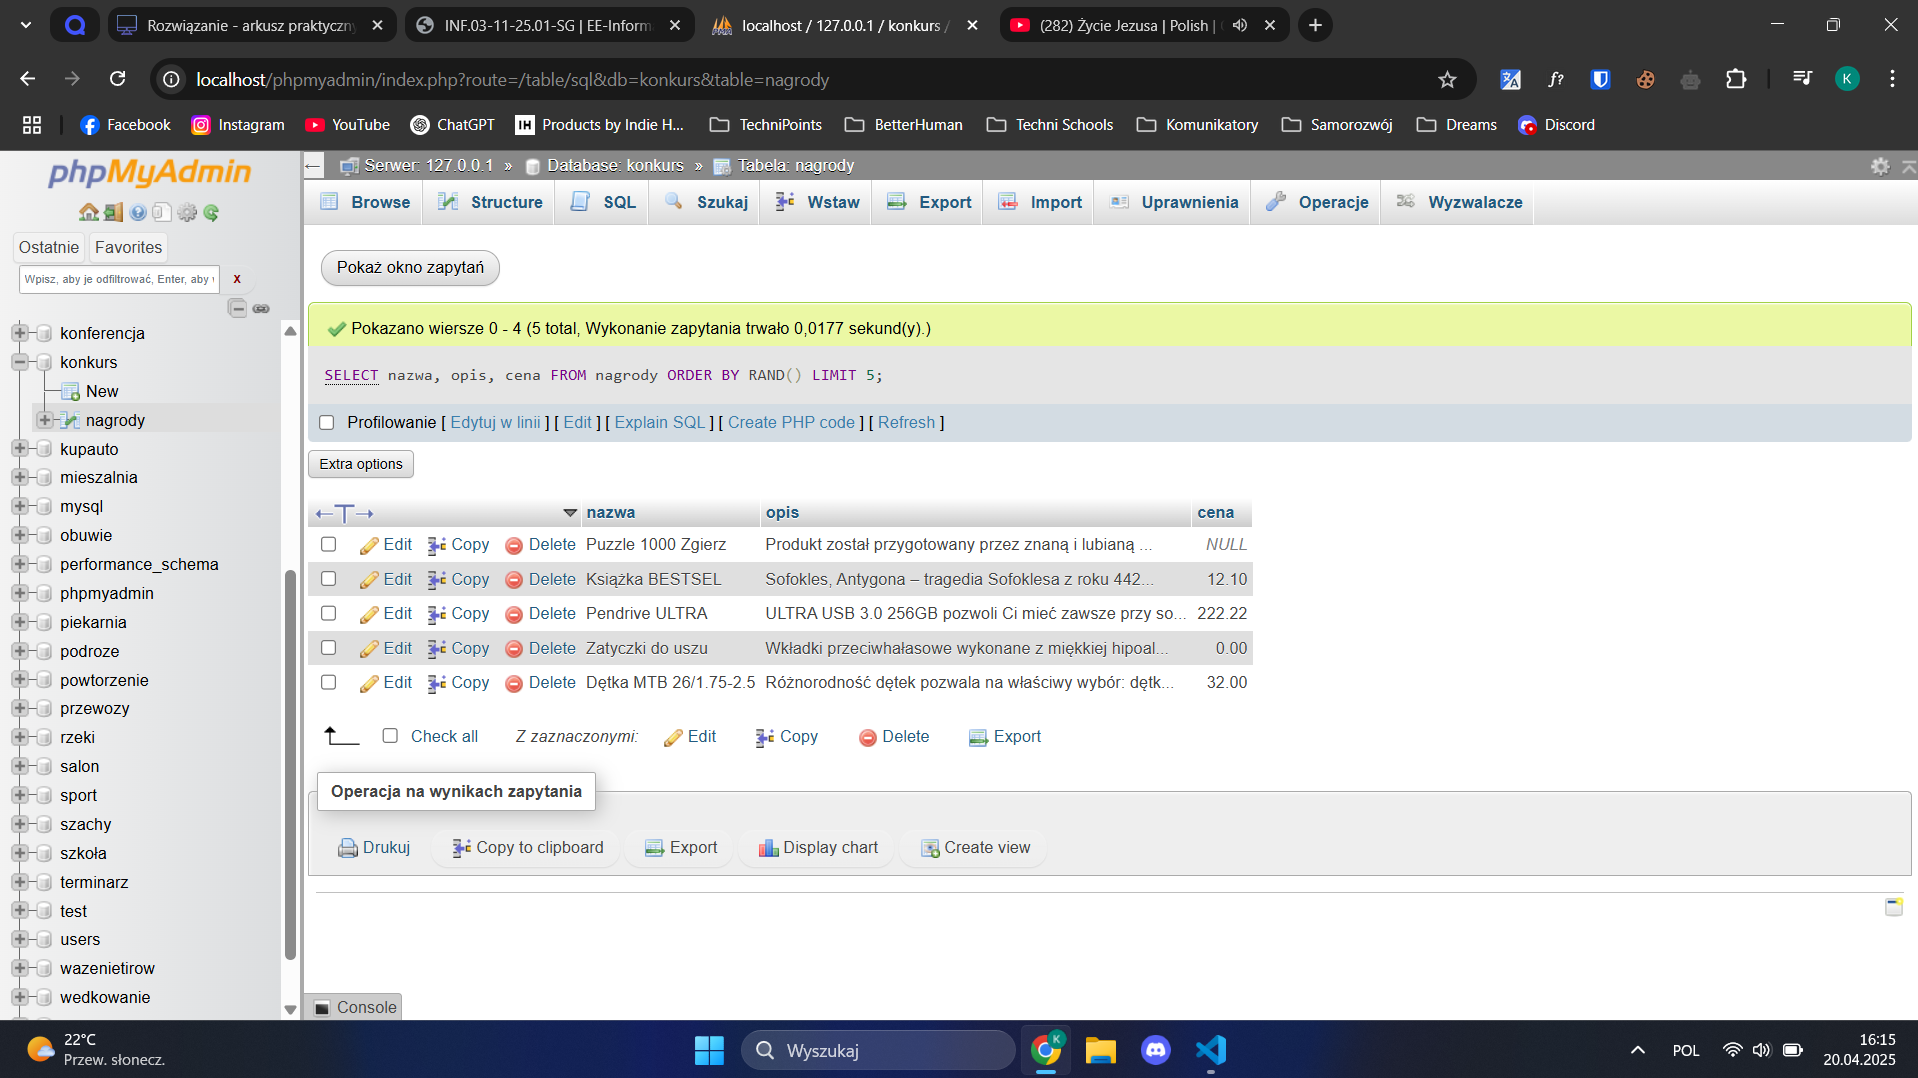 Rozwiązanie - arkusz praktyczny
INF.03-11-25.01-SG | EE-Inform
localhost / 127.0.0.1 / konkurs /
(282) Życie Jezusa | Polish |
localhost/phpmyadmin/index.php?route=/table/sql&db=konkurs&table=nagrody
f?
K
Facebook
Instagram
YouTube
ChatGPT
IH Products by Indie H...
TechniPoints
BetterHuman
Techni Schools
Komunikatory
Samorozwój
Dreams
Discord
phpMyAdmin
Ostatnie
Favorites
Wpisz, aby je odfiltrować, Enter, aby
X
konferencja
konkurs
New
nagrody
kupauto
mieszalnia
mysql
obuwie
performance_schema
phpmyadmin
piekarnia
podroze
powtorzenie
przewozy
rzeki
salon
sport
szachy
szkoła
terminarz
test
users
wazenietirow
wedkowanie
Serwer: 127.0.0.1 » Database: konkurs » Tabela: nagrody
Browse
Structure
SQL
Szukaj
Wstaw
Export
Import
Uprawnienia
Operacje
Wyzwalacze
Pokaż okno zapytań
Pokazano wiersze 0 - 4 (5 total, Wykonanie zapytania trwało 0,0177 sekund(y).)
SELECT nazwa, opis, cena FROM nagrody ORDER BY RAND() LIMIT 5;
Profilowanie [ Edytuj w linii ] [ Edit ] [ Explain SQL ] [ Create PHP code ] [ Refresh ]
Extra options
←T→ nazwa opis cena
Edit Copy Delete Puzzle 1000 Zgierz Produkt został przygotowany przez znaną i lubianą ... NULL
Edit Copy Delete Książka BESTSEL Sofokles, Antygona – tragedia Sofoklesa z roku 442... 12.10
Edit Copy Delete Pendrive ULTRA ULTRA USB 3.0 256GB pozwoli Ci mieć zawsze przy so... 222.22
Edit Copy Delete Zatyczki do uszu Wkładki przeciwhałasowe wykonane z miękkiej hipoal... 0.00
Edit Copy Delete Dętka MTB 26/1.75-2.5 Różnorodność dętek pozwala na właściwy wybór: dętk... 32.00
Check all Z zaznaczonymi: Edit Copy Delete Export
Operacja na wynikach zapytania
Drukuj Copy to clipboard Export Display chart Create view
Console
22°C
Przew. słonecz.
Wyszukaj
K
POL
16:15
20.04.2025